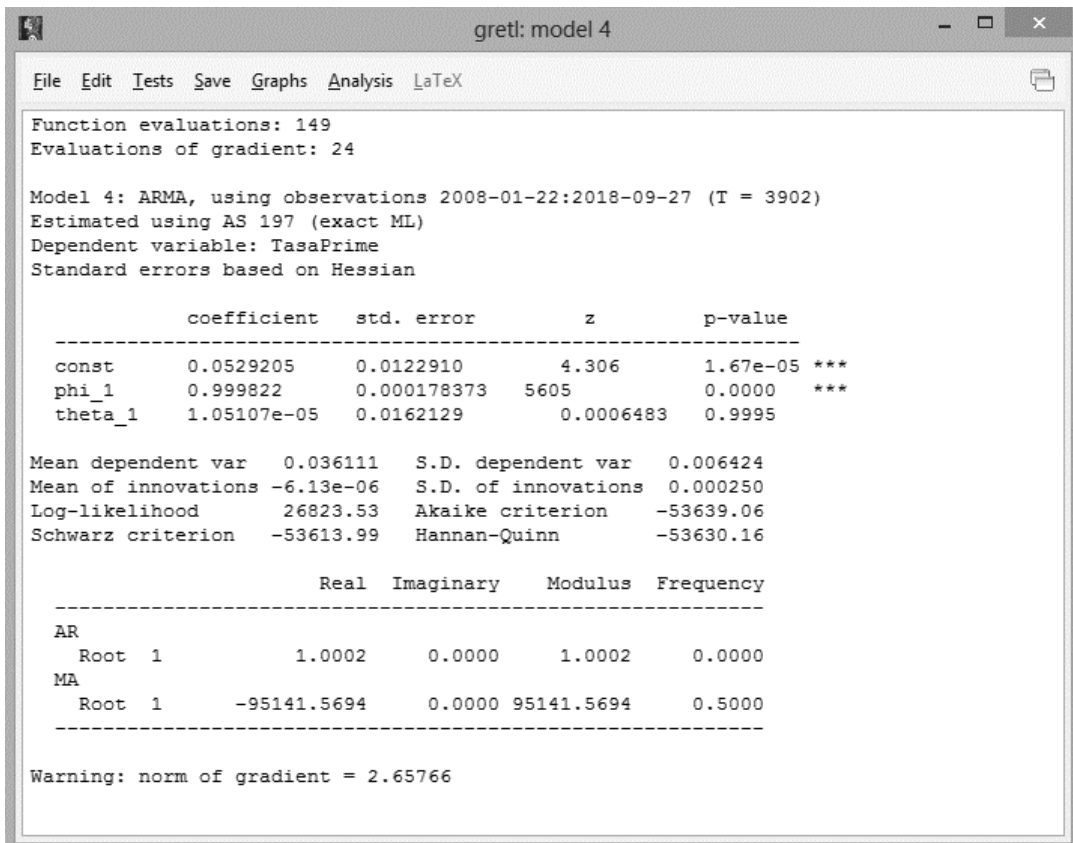 gretl: model 4
File Edit Tests Save Graphs Analysis LaTeX
Function evaluations: 149
Evaluations of gradient: 24
Model 4: ARMA, using observations 2008-01-22:2018-09-27 (T = 3902)
Estimated using AS 197 (exact ML)
Dependent variable: TasaPrime
Standard errors based on Hessian
coefficient std. error z p-value
const 0.0529205 0.0122910 4.306 1.67e-05 ***
phi_1 0.999822 0.000178373 5605 0.0000 ***
theta_1 1.05107e-05 0.0162129 0.0006483 0.9995
Mean dependent var 0.036111 S.D. dependent var 0.006424
Mean of innovations -6.13e-06 S.D. of innovations 0.000250
Log-likelihood 26823.53 Akaike criterion -53639.06
Schwarz criterion -53613.99 Hannan-Quinn -53630.16
Real Imaginary Modulus Frequency
AR
Root 1 1.0002 0.0000 1.0002 0.0000
MA
Root 1 -95141.5694 0.0000 95141.5694 0.5000
Warning: norm of gradient = 2.65766